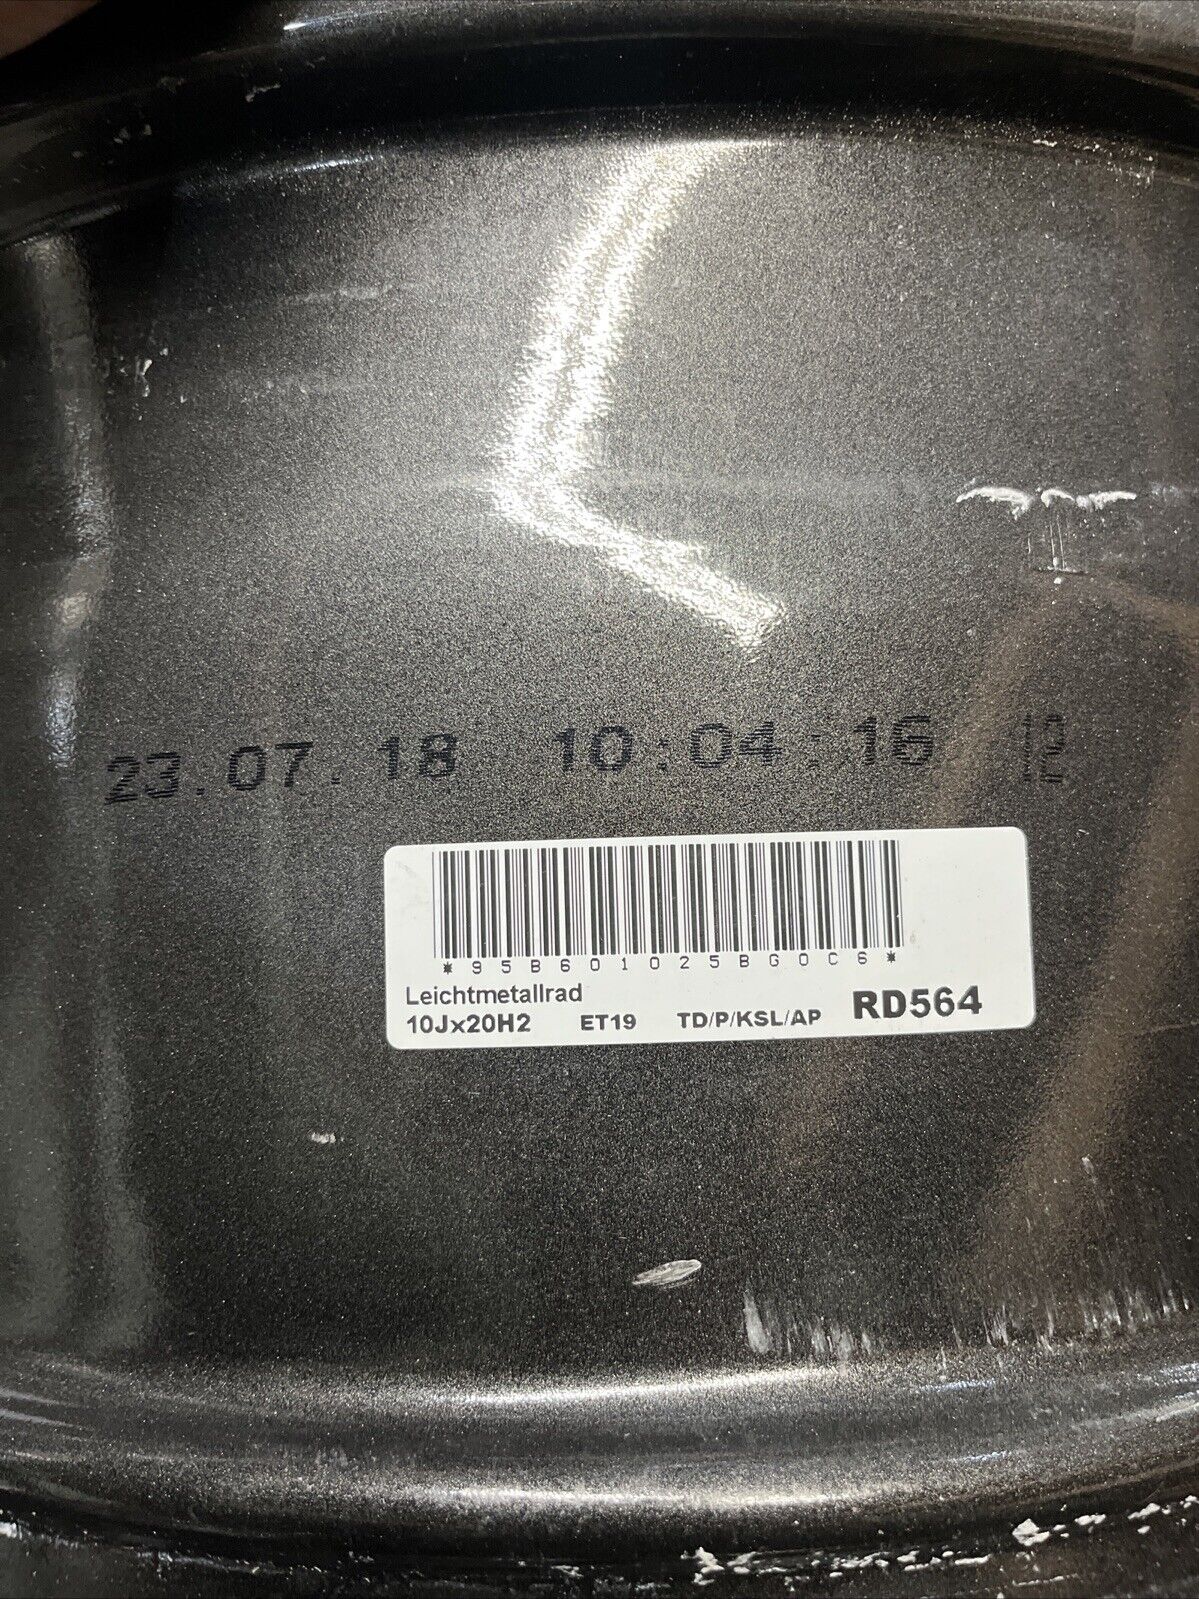 23.07.18 10:04:16 12
*95B601025BG0C6*
Leichtmetallrad
10Jx20H2 ET19 TD/P/KSL/AP RD564